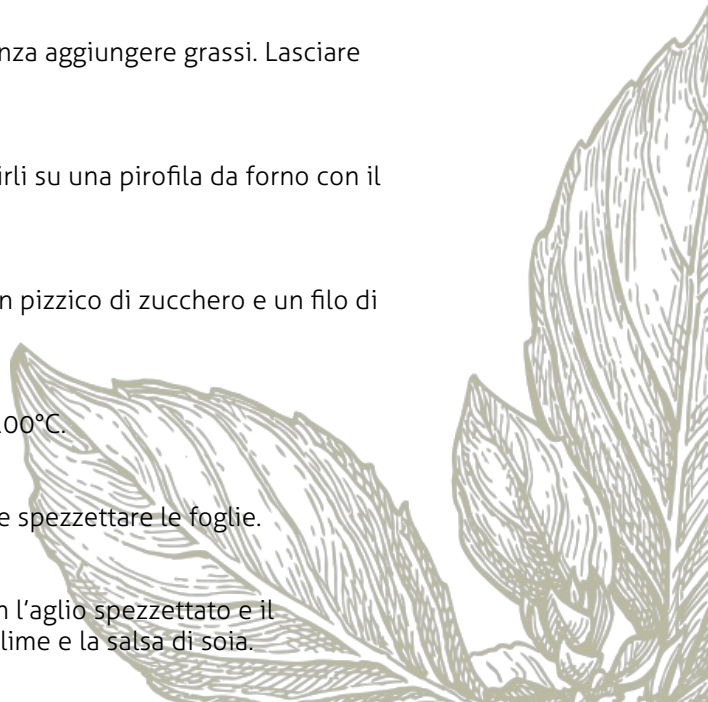 nza aggiungere grassi. Lasciare
irli su una pirofila da forno con il
n pizzico di zucchero e un filo di
00°C.
e spezzettare le foglie.
n l'aglio spezzettato e il
lime e la salsa di soia.